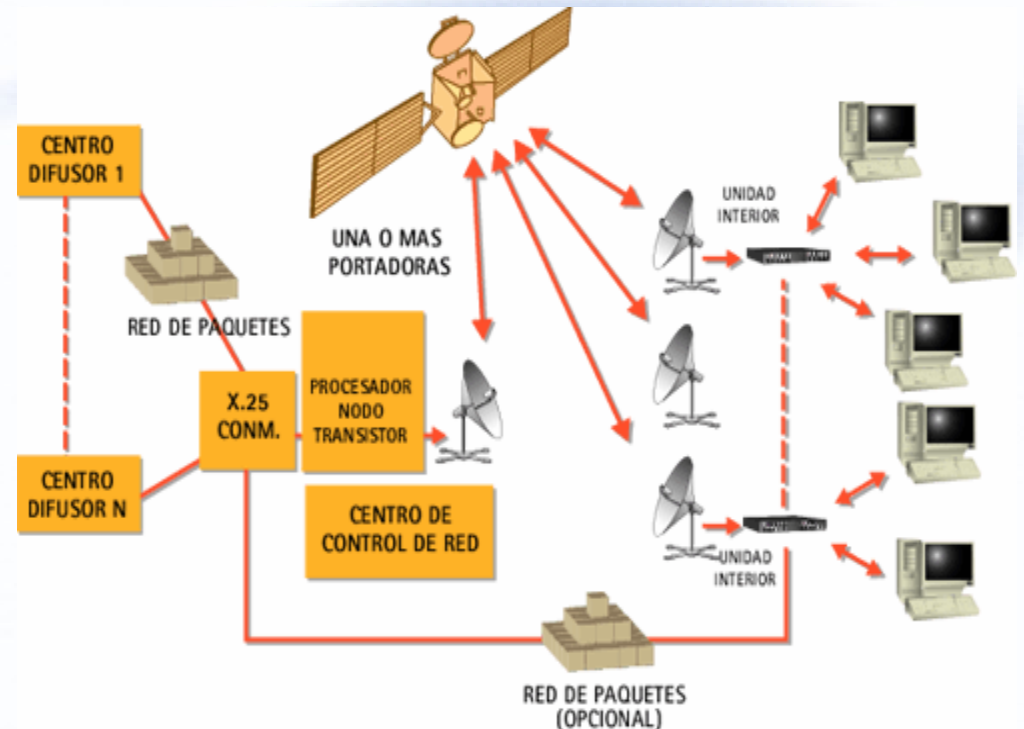 CENTRO
DIFUSOR 1
RED DE PAQUETES
UNA O MAS
PORTADORAS
UNIDAD
INTERIOR
X.25
CONM.
PROCESADOR
NODO
TRANSISTOR
CENTRO
DIFUSOR N
CENTRO DE
CONTROL DE RED
UNIDAD
INTERIOR
RED DE PAQUETES
(OPCIONAL)